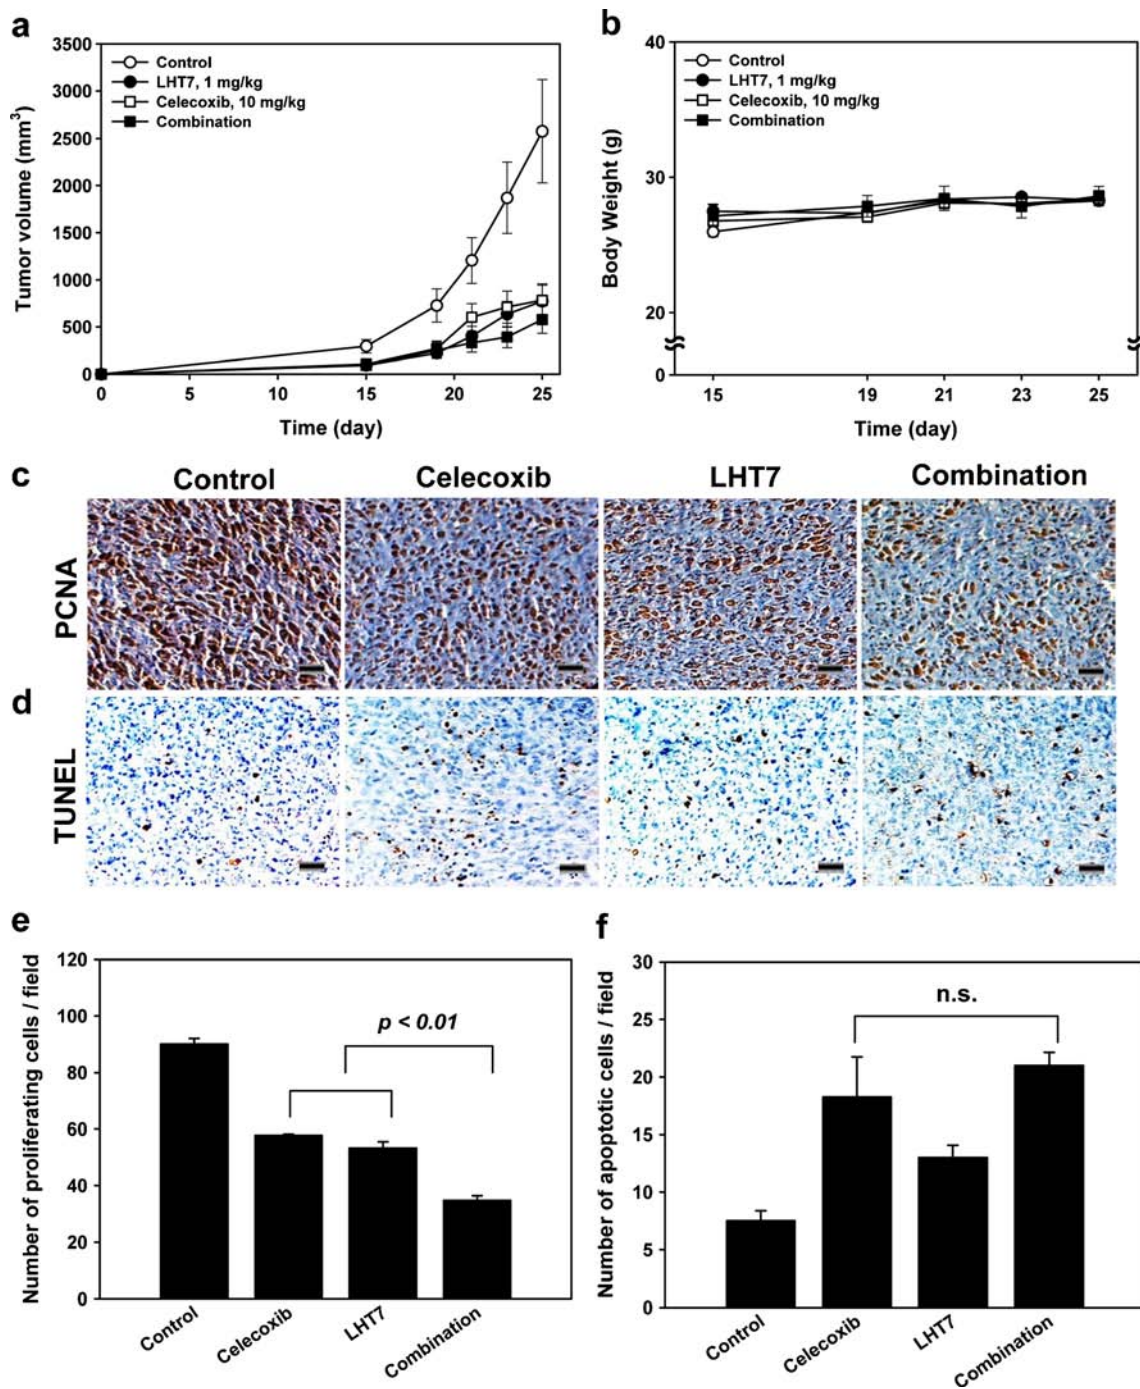 a
3500
3000
2500
2000
1500
1000
500
0
Tumor volume (mm³)
Control
LHT7, 1 mg/kg
Celecoxib, 10 mg/kg
Combination
0 5 10 15 20 25
Time (day)
b
40
30
20
0
Body Weight (g)
Control
LHT7, 1 mg/kg
Celecoxib, 10 mg/kg
Combination
15 19 21 23 25
Time (day)
c
Control Celecoxib LHT7 Combination
PCNA
d
TUNEL
e
120
100
80
60
40
20
0
Number of proliferating cells / field
p < 0.01
Control Celecoxib LHT7 Combination
f
30
25
20
15
10
5
0
Number of apoptotic cells / field
n.s.
Control Celecoxib LHT7 Combination